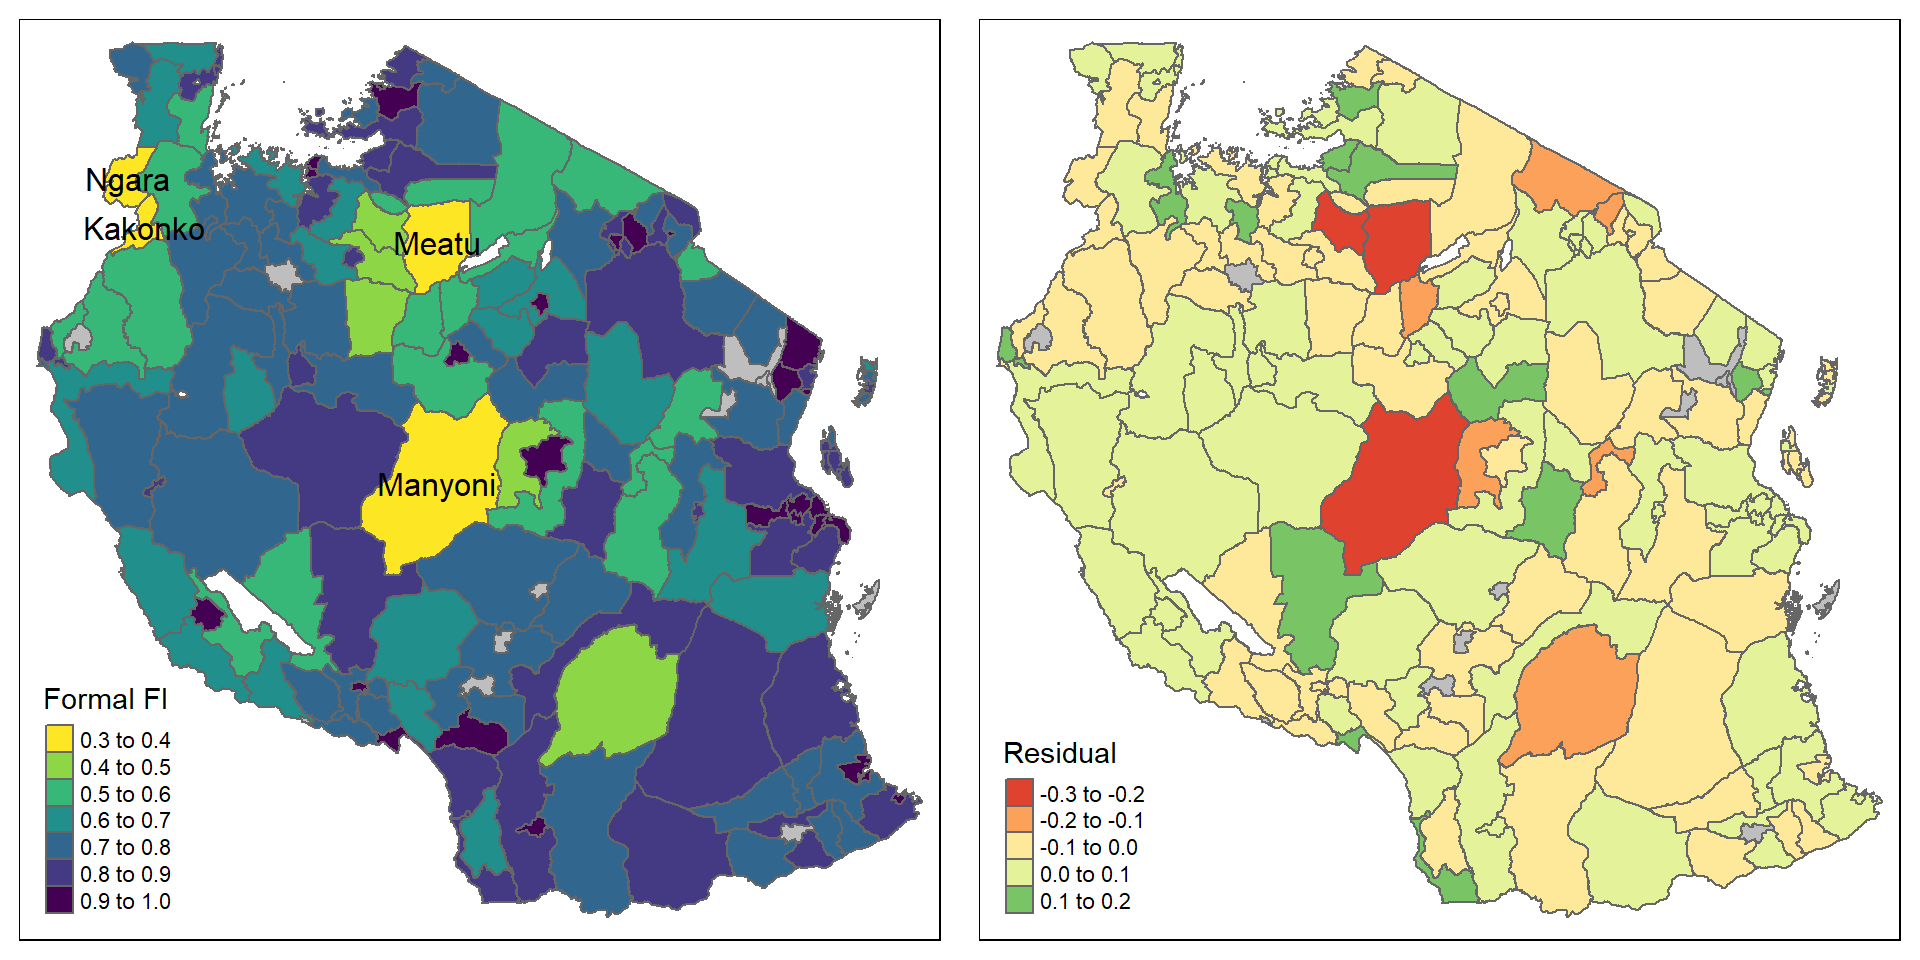 Ngara
Kakonko
Meatu
Manyoni
Formal FI
0.3 to 0.4
0.4 to 0.5
0.5 to 0.6
0.6 to 0.7
0.7 to 0.8
0.8 to 0.9
0.9 to 1.0
Residual
-0.3 to -0.2
-0.2 to -0.1
-0.1 to 0.0
0.0 to 0.1
0.1 to 0.2